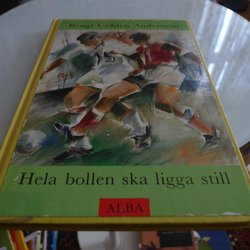 Bengt Cidden Andersson
Hela bollen ska ligga still
ALBA